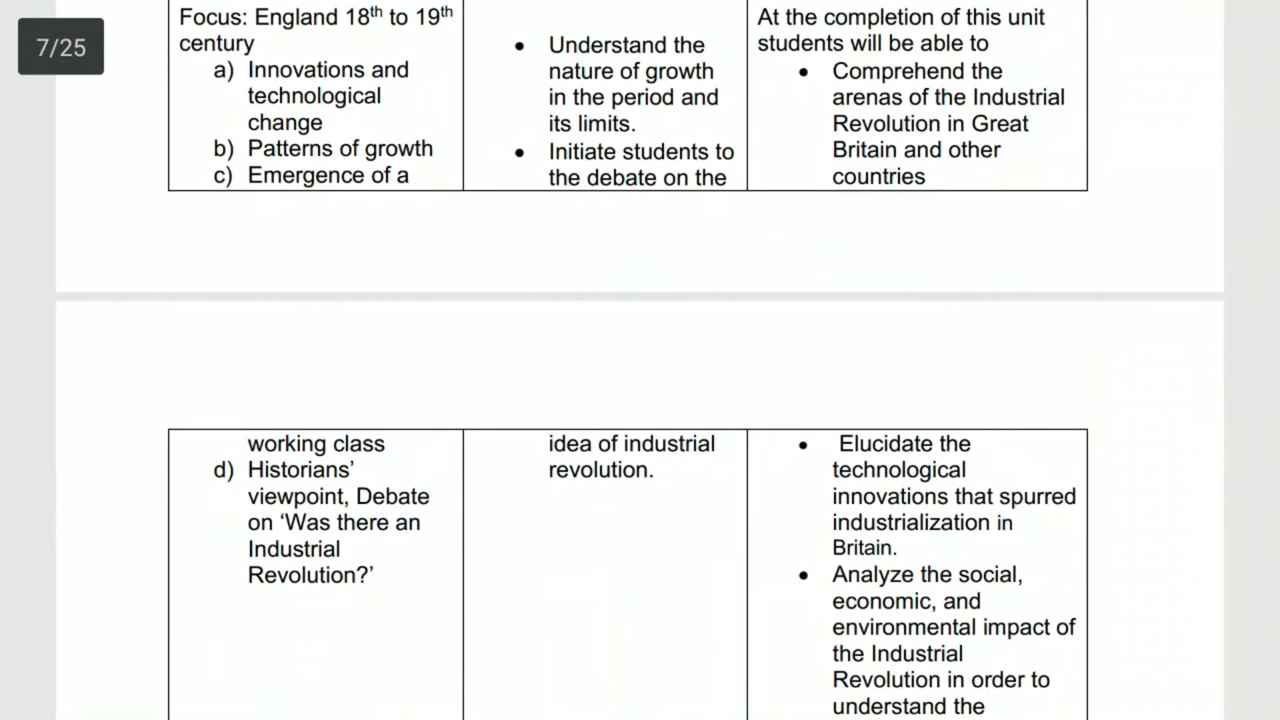 7/25
Focus: England 18th to 19th
century
a) Innovations and
technological
change
b) Patterns of growth
c) Emergence of a
• Understand the
nature of growth
in the period and
its limits.
• Initiate students to
the debate on the
At the completion of this unit
students will be able to
• Comprehend the
arenas of the Industrial
Revolution in Great
Britain and other
countries
working class
d) Historians’
viewpoint, Debate
on ‘Was there an
Industrial
Revolution?’
idea of industrial
revolution.
• Elucidate the
technological
innovations that spurred
industrialization in
Britain.
• Analyze the social,
economic, and
environmental impact of
the Industrial
Revolution in order to
understand the